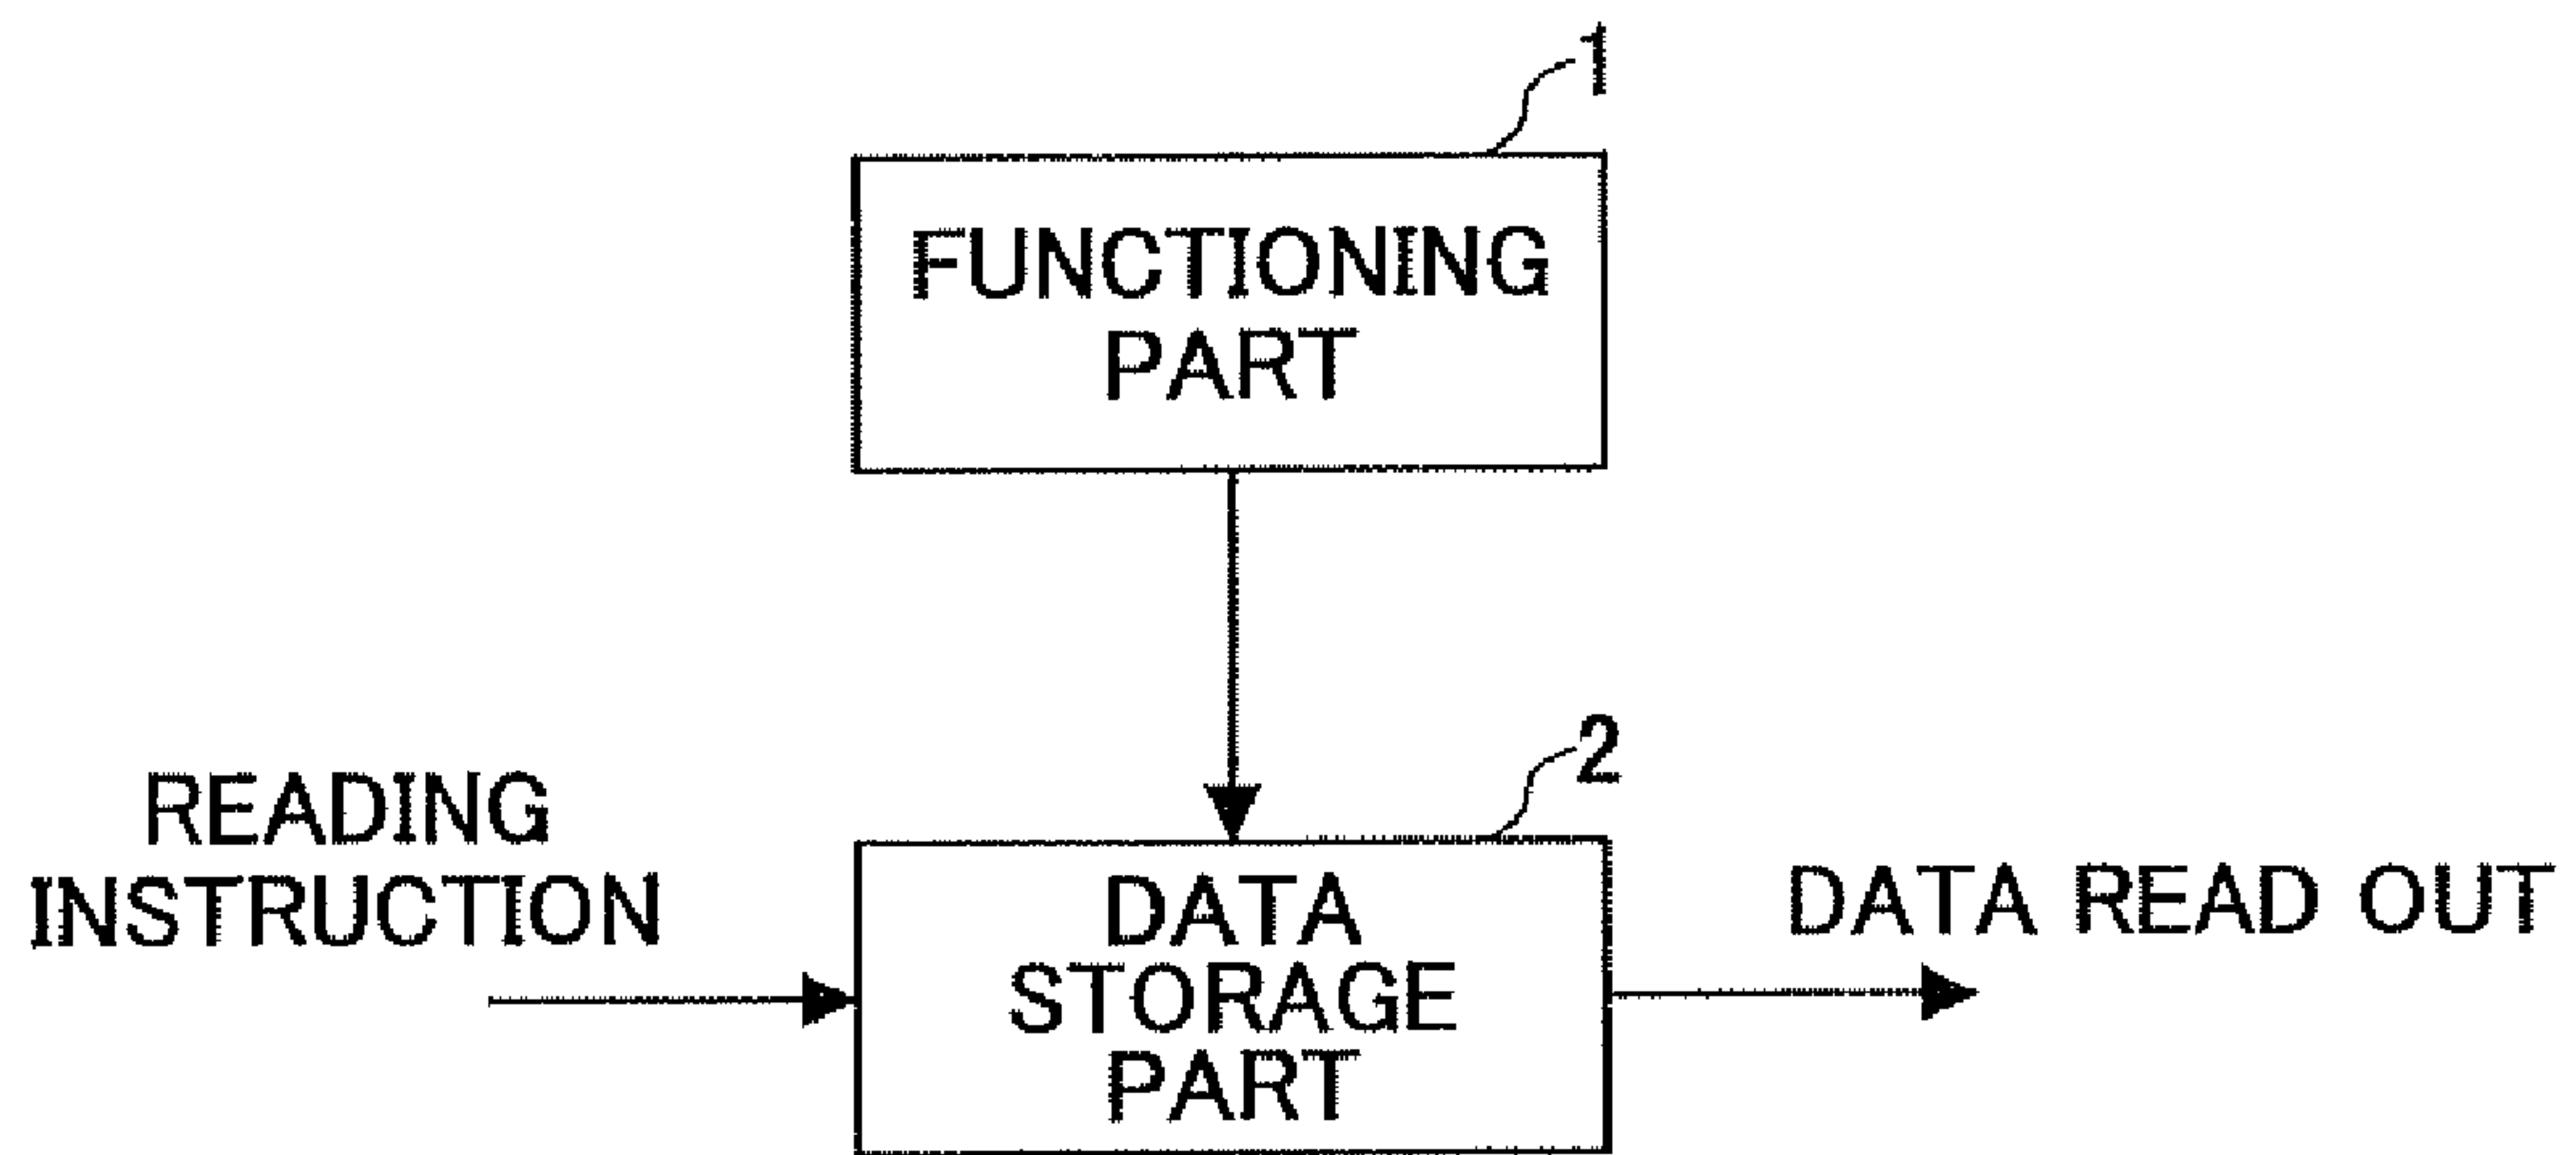 1
FUNCTIONING
PART
2
READING
INSTRUCTION
DATA
STORAGE
PART
DATA READ OUT